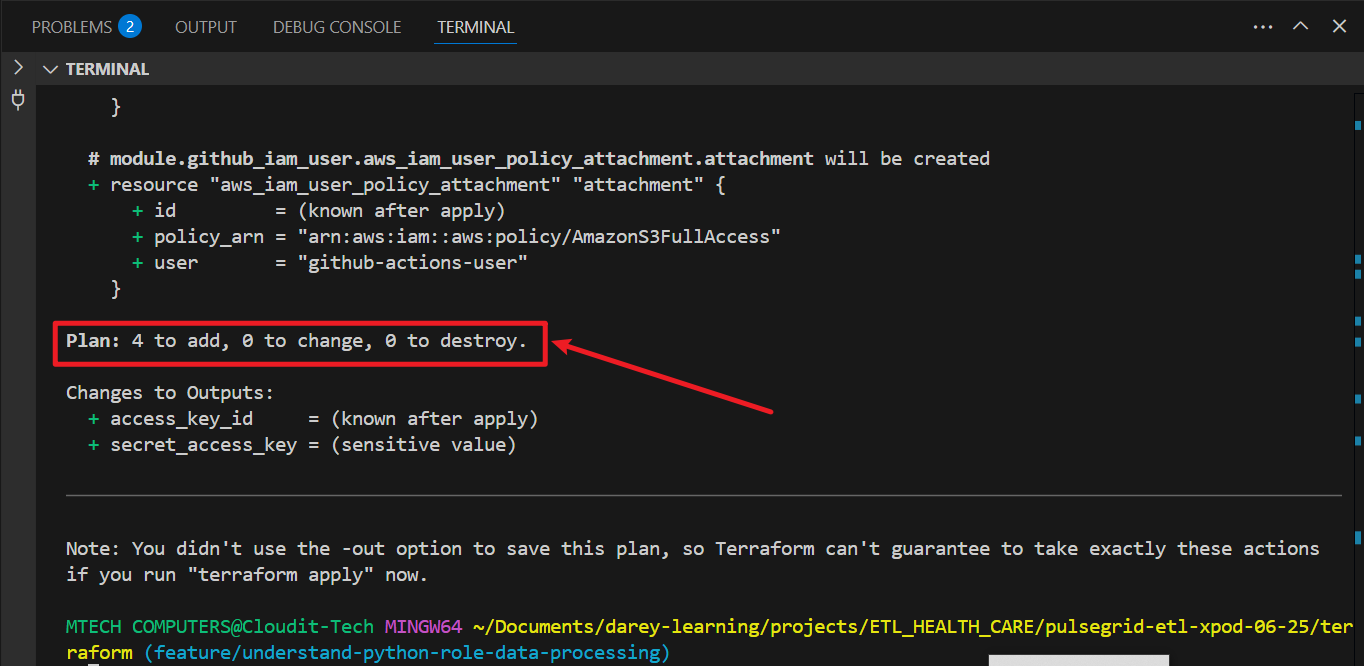 PROBLEMS 2 OUTPUT DEBUG CONSOLE TERMINAL
TERMINAL
}
# module.github_iam_user.aws_iam_user_policy_attachment.attachment will be created
+ resource "aws_iam_user_policy_attachment" "attachment" {
+ id         = (known after apply)
+ policy_arn = "arn:aws:iam::aws:policy/AmazonS3FullAccess"
+ user       = "github-actions-user"
}
Plan: 4 to add, 0 to change, 0 to destroy.
Changes to Outputs:
+ access_key_id     = (known after apply)
+ secret_access_key = (sensitive value)
Note: You didn't use the -out option to save this plan, so Terraform can't guarantee to take exactly these actions
if you run "terraform apply" now.
MTECH COMPUTERS@Cloudit-Tech MINGW64 ~/Documents/darey-learning/projects/ETL_HEALTH_CARE/pulsegrid-etl-xpod-06-25/ter
raform (feature/understand-python-role-data-processing)